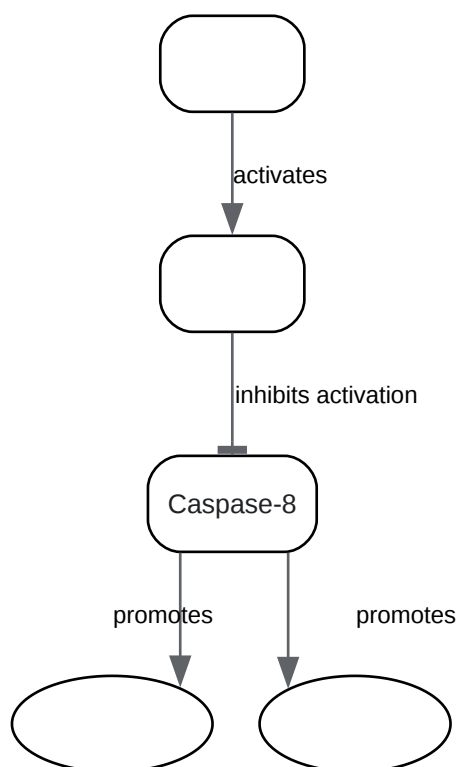 activates
inhibits activation
Caspase-8
promotes
promotes